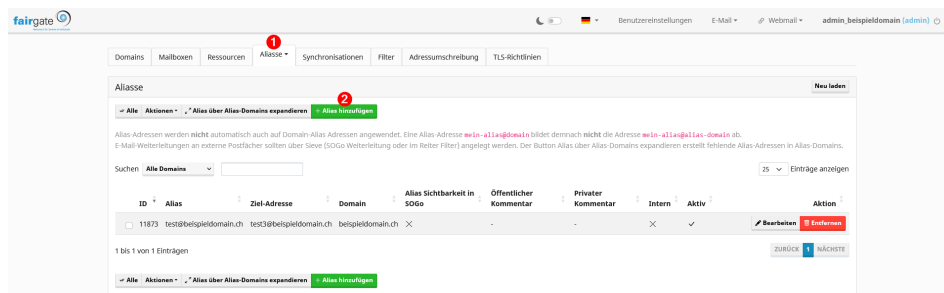 fairgate
Benutzereinstellungen E-Mail Webmail admin_beispieldomain (admin)
1
Domains Mailboxen Ressourcen Aliasse Synchronisationen Filter Adressumschreibung TLS-Richtlinien
Aliasse Neu laden
2
Alle Aktionen Alias über Alias-Domains expandieren + Alias hinzufügen
Alias-Adressen werden nicht automatisch auch auf Domain-Alias Adressen angewendet. Eine Alias-Adresse mein-alias@domain bildet demnach nicht die Adresse mein-alias@alias-domain ab.
E-Mail-Weiterleitungen an externe Postfächer sollten über Sieve (SOGo Weiterleitung oder im Reiter Filter) angelegt werden. Der Button Alias über Alias-Domains expandieren erstellt fehlende Alias-Adressen in Alias-Domains.
Suchen Alle Domains 25 Einträge anzeigen
ID Alias Ziel-Adresse Domain Alias Sichtbarkeit in SOGo Öffentlicher Kommentar Privater Kommentar Intern Aktiv Aktion
11873 test@beispieldomain.ch test3@beispieldomain.ch beispieldomain.ch - - Bearbeiten Entfernen
1 bis 1 von 1 Einträgen ZURÜCK 1 NÄCHSTE
Alle Aktionen Alias über Alias-Domains expandieren + Alias hinzufügen